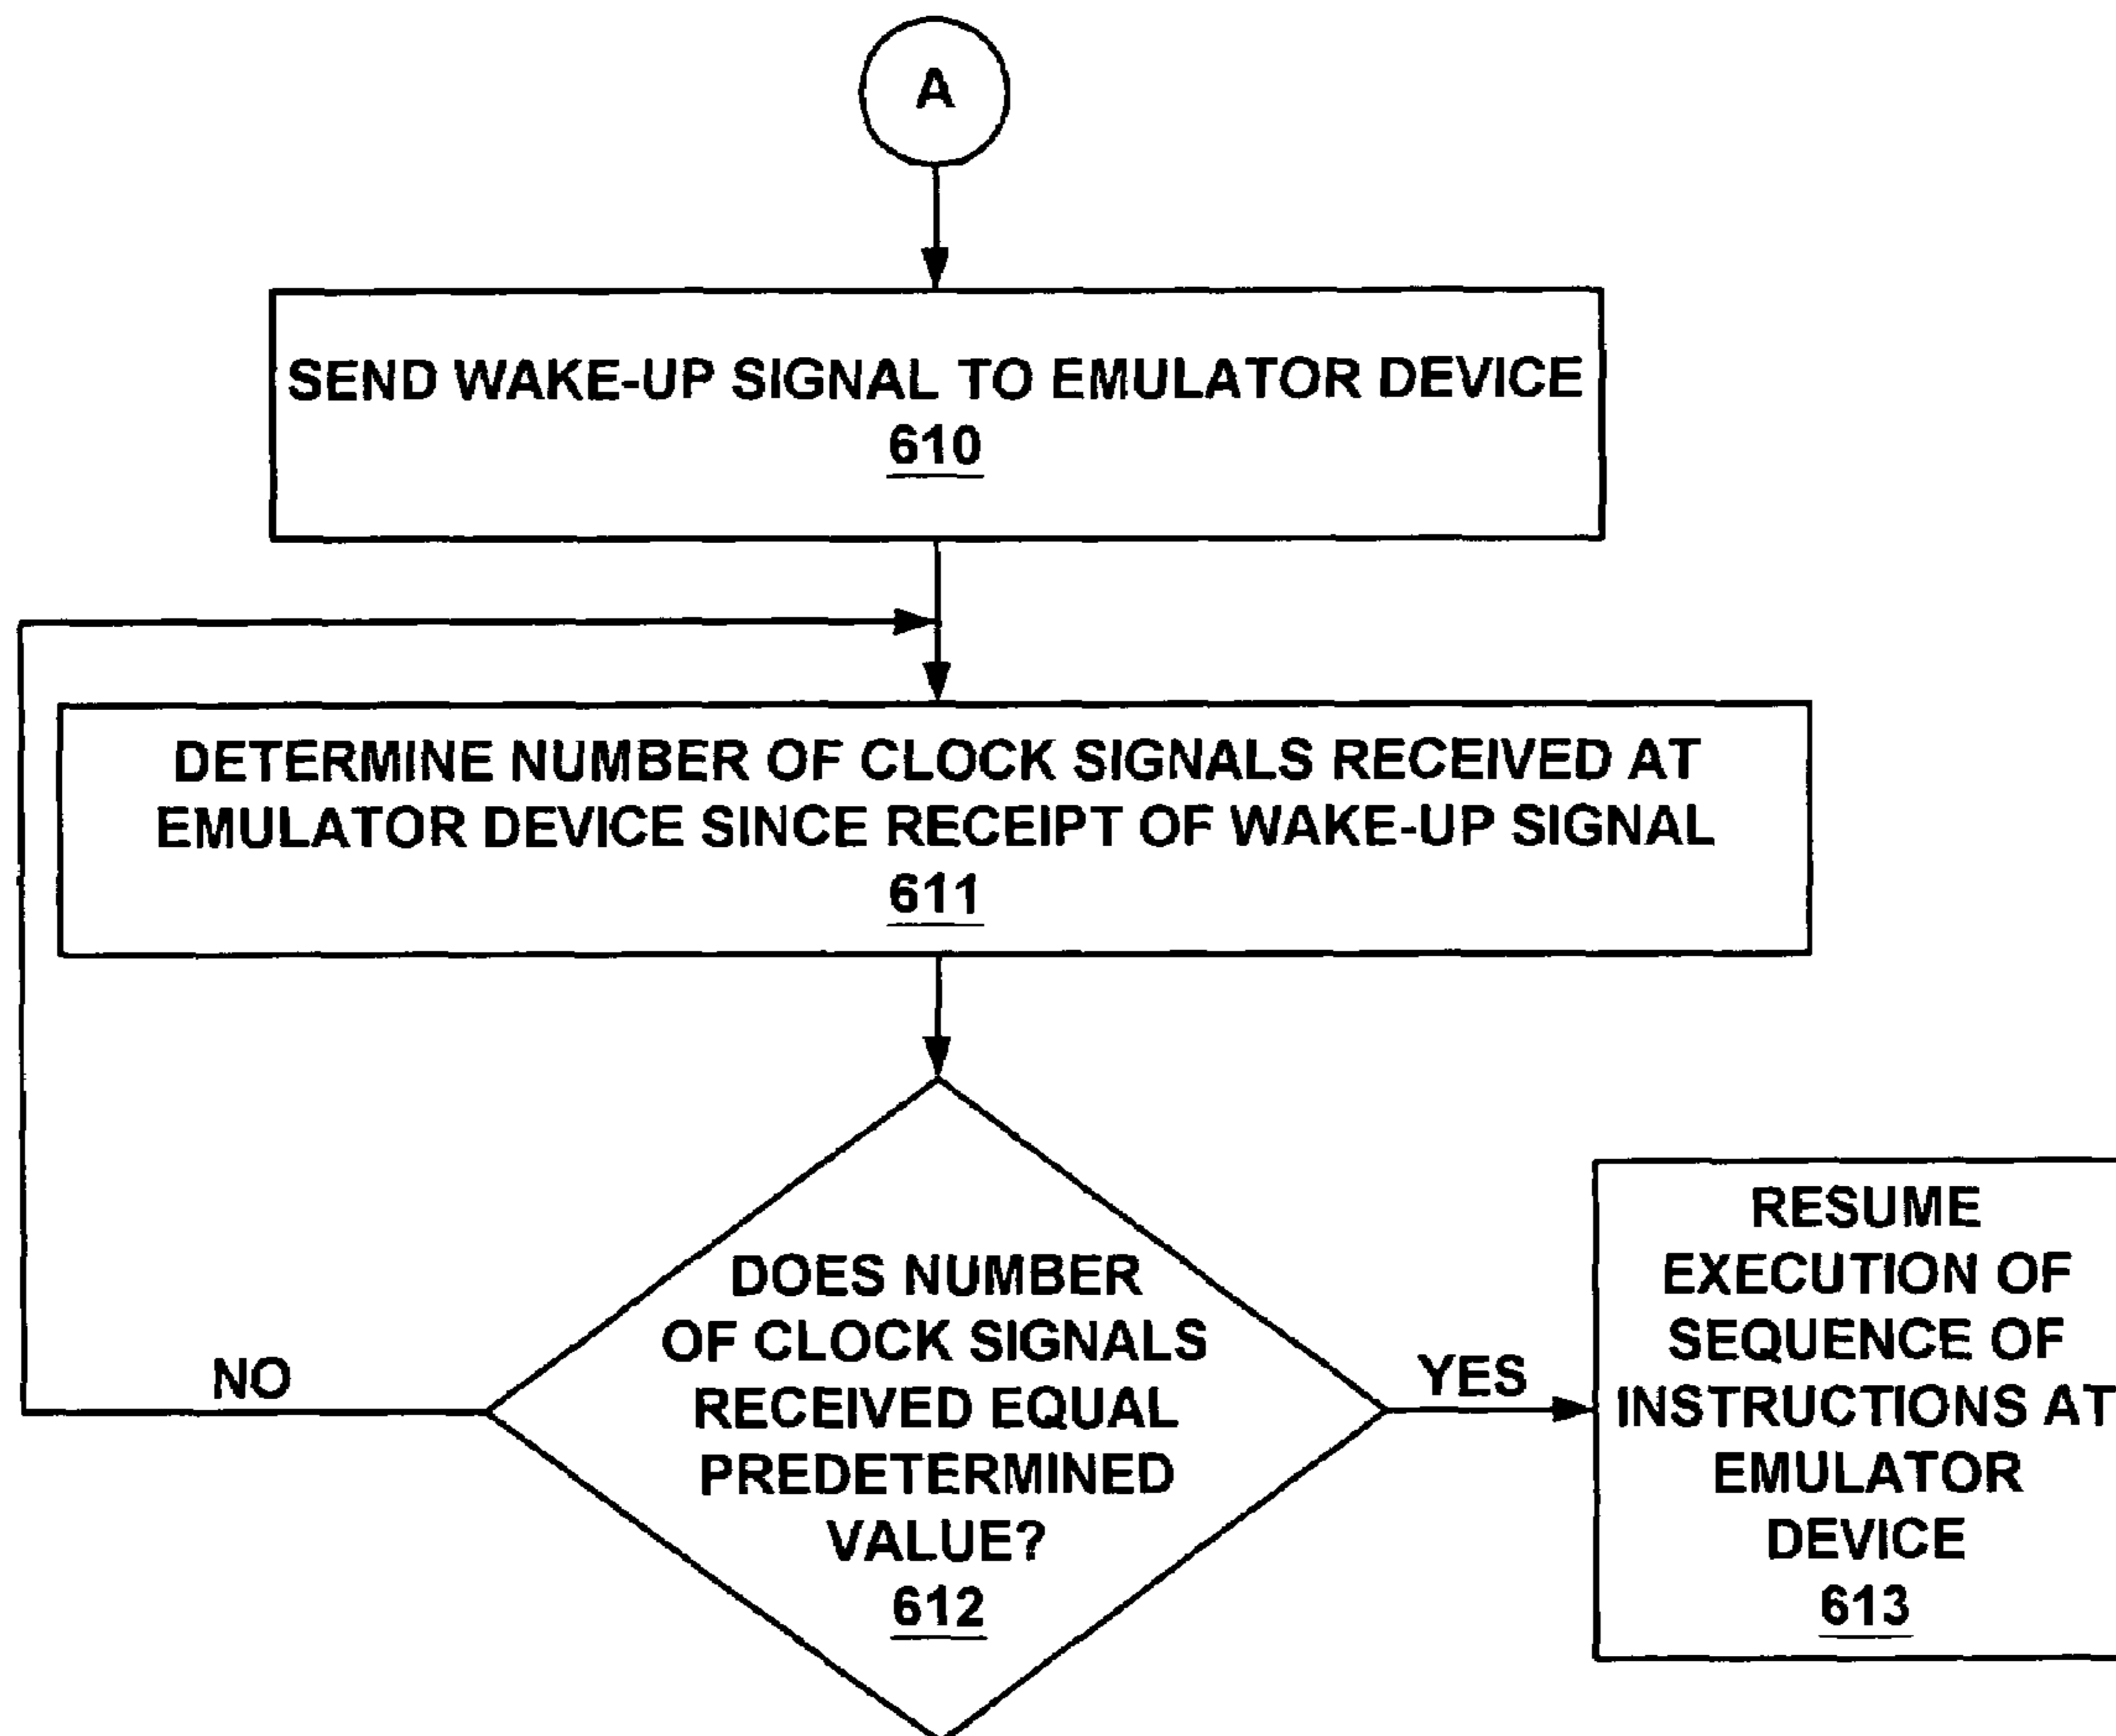 A
SEND WAKE-UP SIGNAL TO EMULATOR DEVICE
610
DETERMINE NUMBER OF CLOCK SIGNALS RECEIVED AT
EMULATOR DEVICE SINCE RECEIPT OF WAKE-UP SIGNAL
611
DOES NUMBER
OF CLOCK SIGNALS
RECEIVED EQUAL
PREDETERMINED
VALUE?
612
NO
YES
RESUME
EXECUTION OF
SEQUENCE OF
INSTRUCTIONS AT
EMULATOR
DEVICE
613